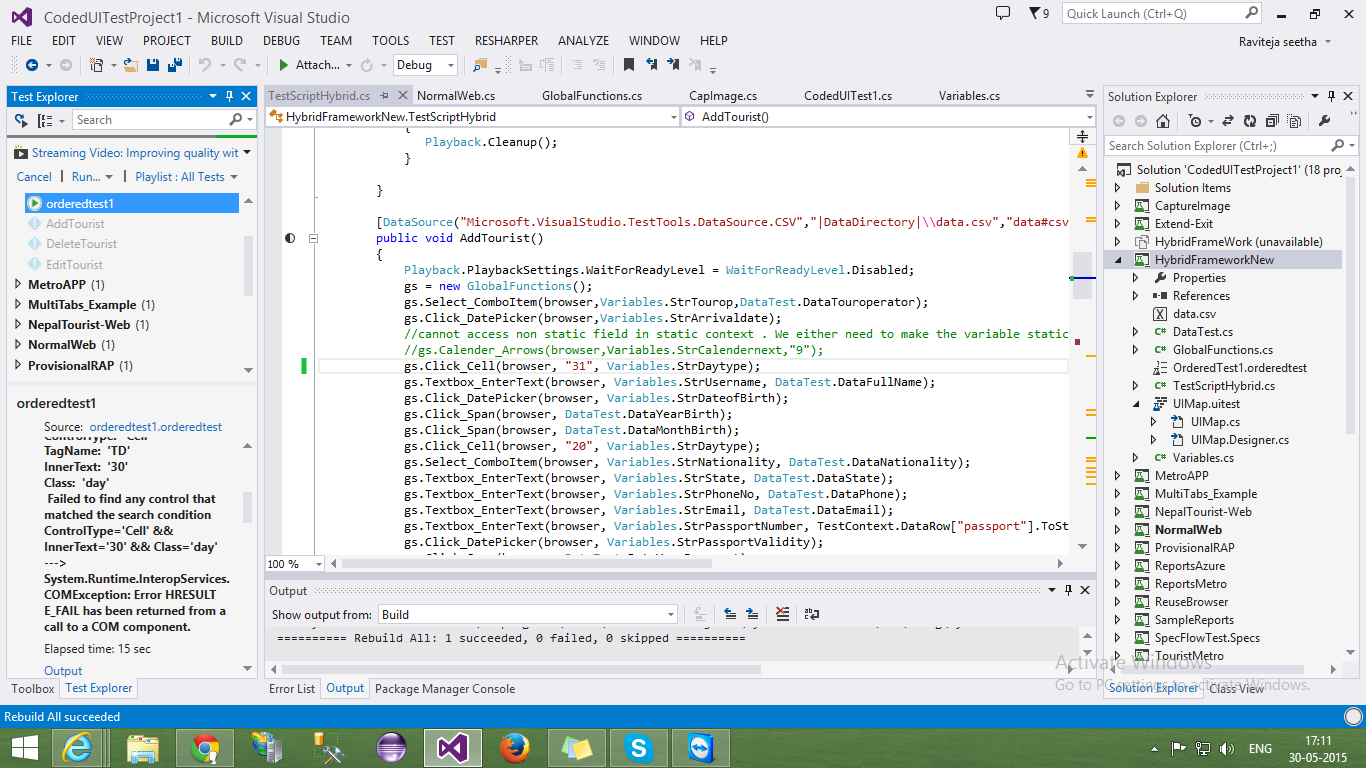 CodedUITestProject1 - Microsoft Visual Studio
9
Quick Launch (Ctrl+Q)
FILE EDIT VIEW PROJECT BUILD DEBUG TEAM TOOLS TEST RESHARPER ANALYZE WINDOW HELP
Raviteja seetha
Attach... Debug
Test Explorer
Search
Streaming Video: Improving quality wit
Cancel Run... Playlist : All Tests
orderedtest1
AddTourist
DeleteTourist
EditTourist
MetroAPP (1)
MultiTabs_Example (1)
NepalTourist-Web (1)
NormalWeb (1)
ProvisionalRAP (1)
orderedtest1
Source: orderedtest1.orderedtest
ControlType: 'Cell'
TagName: 'TD'
InnerText: '30'
Class: 'day'
Failed to find any control that
matched the search condition
ControlType='Cell' &&
InnerText='30' && Class='day'
--->
System.Runtime.InteropServices.
COMException: Error HRESULT
E_FAIL has been returned from a
call to a COM component.
Elapsed time: 15 sec
Output
Toolbox Test Explorer
TestScriptHybrid.cs NormalWeb.cs GlobalFunctions.cs CapImage.cs CodedUITest1.cs Variables.cs
HybridFrameworkNew.TestScriptHybrid AddTourist()
{
Playback.Cleanup();
}
}
[DataSource("Microsoft.VisualStudio.TestTools.DataSource.CSV","|DataDirectory|\\data.csv","data#csv
public void AddTourist()
{
Playback.PlaybackSettings.WaitForReadyLevel = WaitForReadyLevel.Disabled;
gs = new GlobalFunctions();
gs.Select_ComboItem(browser,Variables.StrTourop,DataTest.DataTouroperator);
gs.Click_DatePicker(browser,Variables.StrArrivaldate);
//cannot access non static field in static context . We either need to make the variable static
//gs.Calender_Arrows(browser,Variables.StrCalendernext,"9");
gs.Click_Cell(browser, "31", Variables.StrDaytype);
gs.Textbox_EnterText(browser, Variables.StrUsername, DataTest.DataFullName);
gs.Click_DatePicker(browser, Variables.StrDateofBirth);
gs.Click_Span(browser, DataTest.DataYearBirth);
gs.Click_Span(browser, DataTest.DataMonthBirth);
gs.Click_Cell(browser, "20", Variables.StrDaytype);
gs.Select_ComboItem(browser, Variables.StrNationality, DataTest.DataNationality);
gs.Textbox_EnterText(browser, Variables.StrState, DataTest.DataState);
gs.Textbox_EnterText(browser, Variables.StrPhoneNo, DataTest.DataPhone);
gs.Textbox_EnterText(browser, Variables.StrEmail, DataTest.DataEmail);
gs.Textbox_EnterText(browser, Variables.StrPassportNumber, TestContext.DataRow["passport"].ToSt
gs.Click_DatePicker(browser, Variables.StrPassportValidity);
100 %
Output
Show output from: Build
========== Rebuild All: 1 succeeded, 0 failed, 0 skipped ==========
Error List Output Package Manager Console
Solution Explorer
Search Solution Explorer (Ctrl+;)
Solution 'CodedUITestProject1' (18 proj
Solution Items
CaptureImage
Extend-Exit
HybridFrameWork (unavailable)
HybridFrameworkNew
Properties
References
data.csv
DataTest.cs
GlobalFunctions.cs
OrderedTest1.orderedtest
TestScriptHybrid.cs
UIMap.uitest
UIMap.cs
UIMap.Designer.cs
Variables.cs
MetroAPP
MultiTabs_Example
NepalTourist-Web
NormalWeb
ProvisionalRAP
ReportsAzure
ReportsMetro
ReuseBrowser
SampleReports
SpecFlowTest.Specs
TouristMetro
Activate Windows
Go to PC settings to activate Windows.
Solution Explorer Class View
Rebuild All succeeded
ENG
17:11
30-05-2015